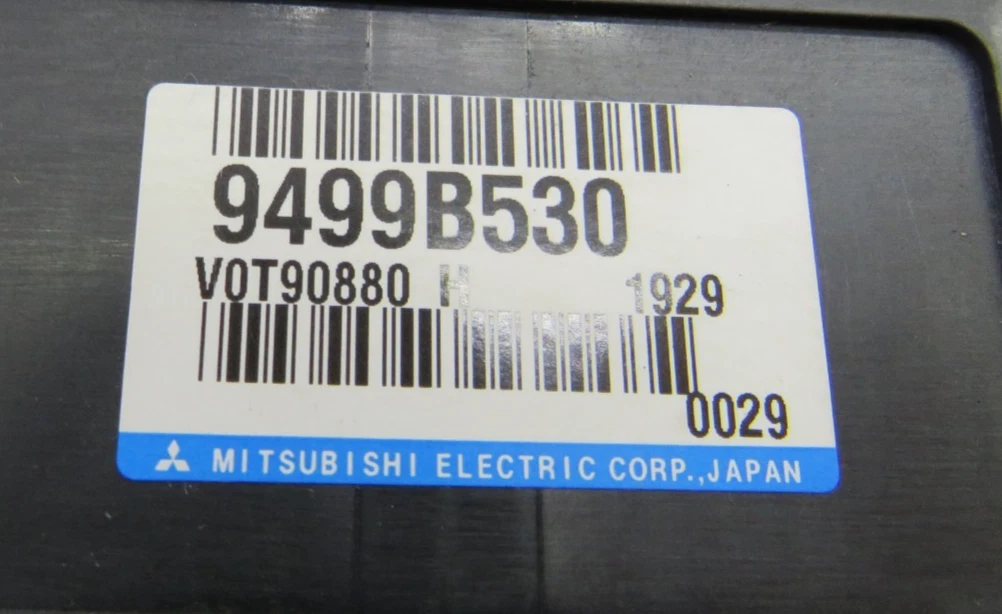 9499B530
V0T90880 H 1929
0029
MITSUBISHI ELECTRIC CORP.,JAPAN